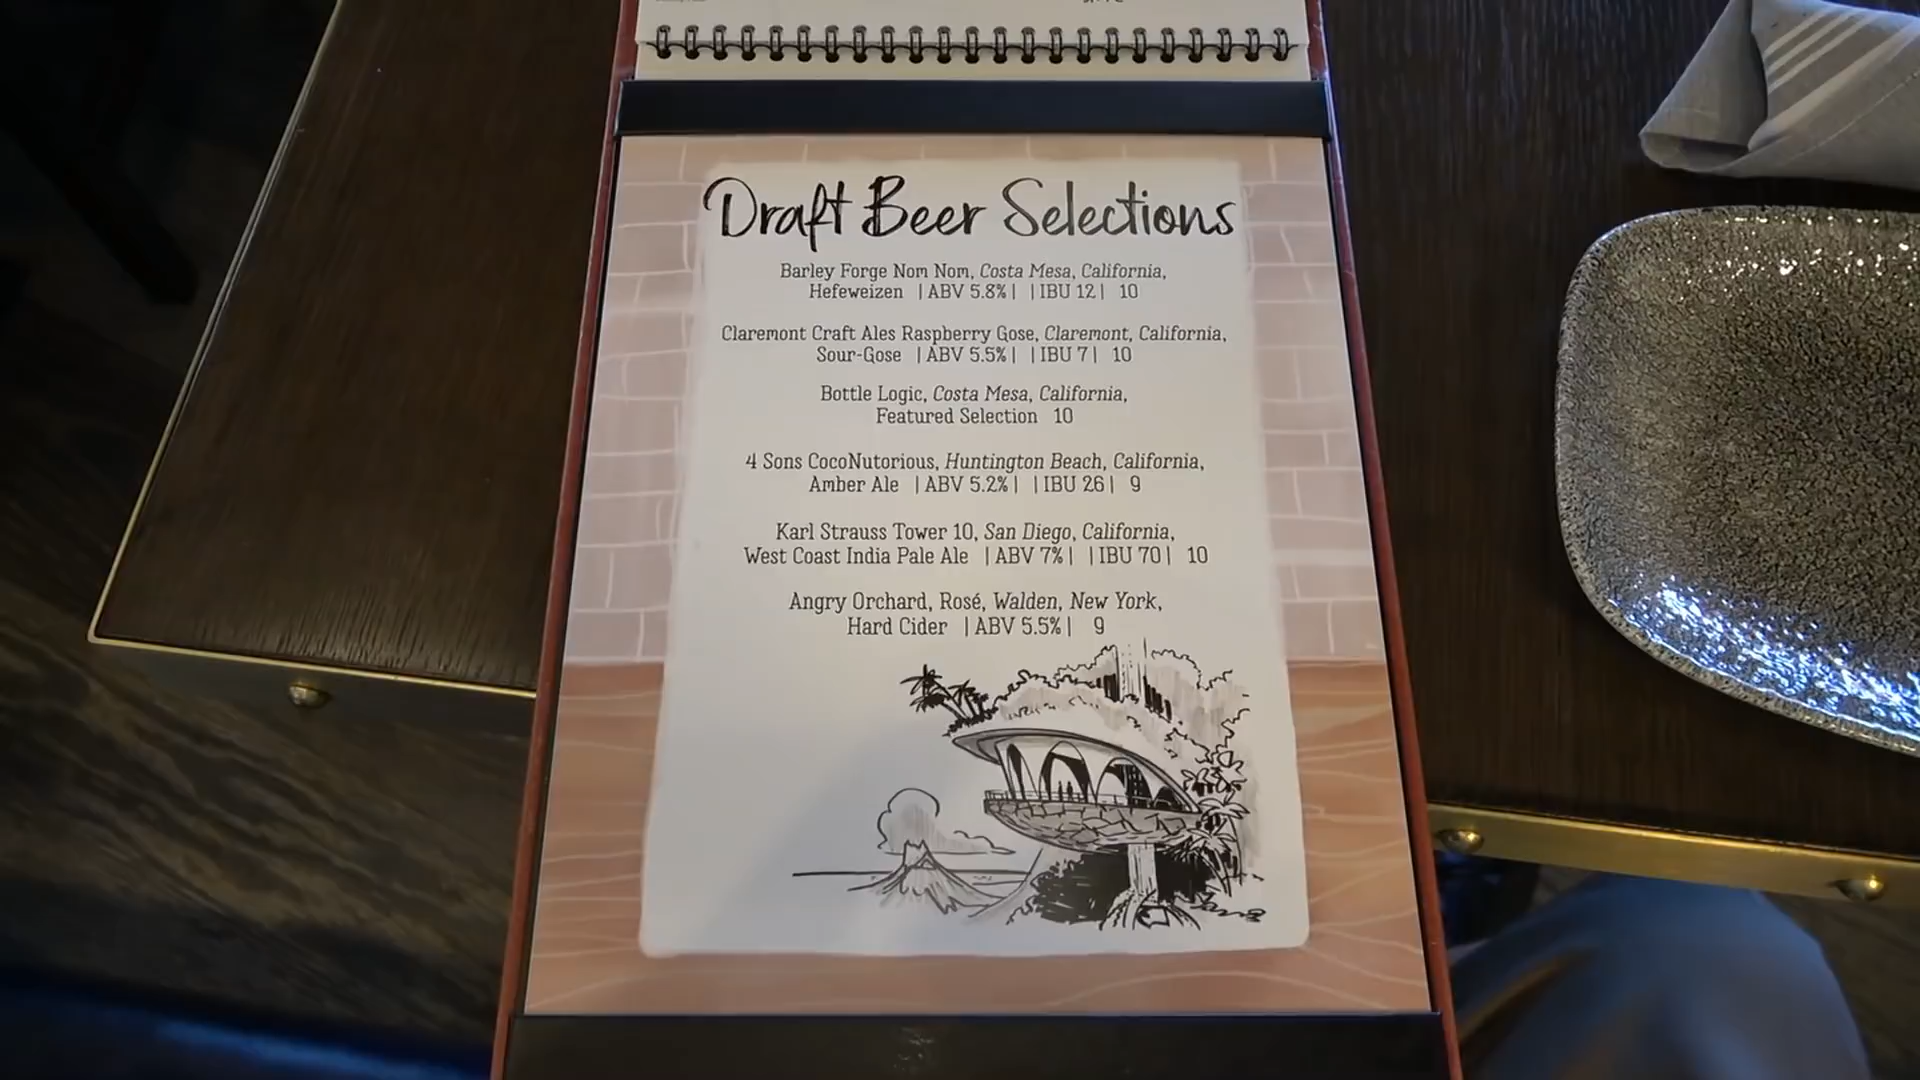 Draft Beer Selections
Barley Forge Nom Nom, Costa Mesa, California,
Hefeweizen | ABV 5.8% | | IBU 12 | 10
Claremont Craft Ales Raspberry Gose, Claremont, California,
Sour-Gose | ABV 5.5% | | IBU 7 | 10
Bottle Logic, Costa Mesa, California,
Featured Selection 10
4 Sons CocoNutorious, Huntington Beach, California,
Amber Ale | ABV 5.2% | | IBU 26 | 9
Karl Strauss Tower 10, San Diego, California,
West Coast India Pale Ale | ABV 7% | | IBU 70 | 10
Angry Orchard, Rosé, Walden, New York,
Hard Cider | ABV 5.5% | 9